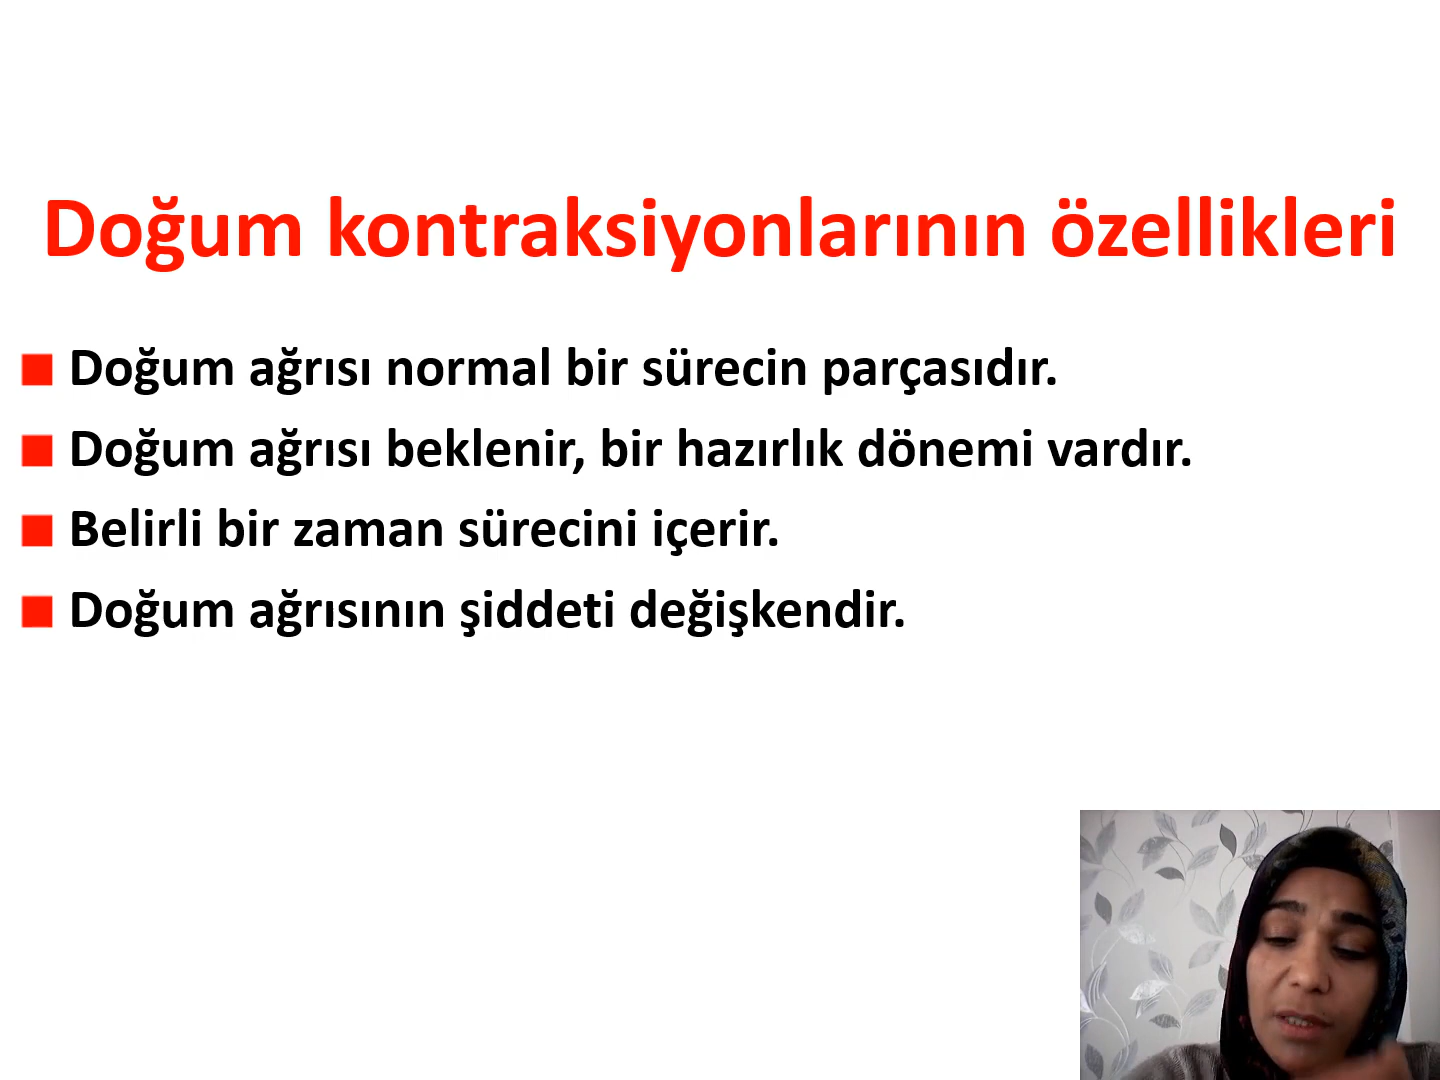 Doğum kontraksiyonlarının özellikleri
Doğum ağrısı normal bir sürecin parçasıdır.
Doğum ağrısı beklenir, bir hazırlık dönemi vardır.
Belirli bir zaman sürecini içerir.
Doğum ağrısının şiddeti değişkendir.